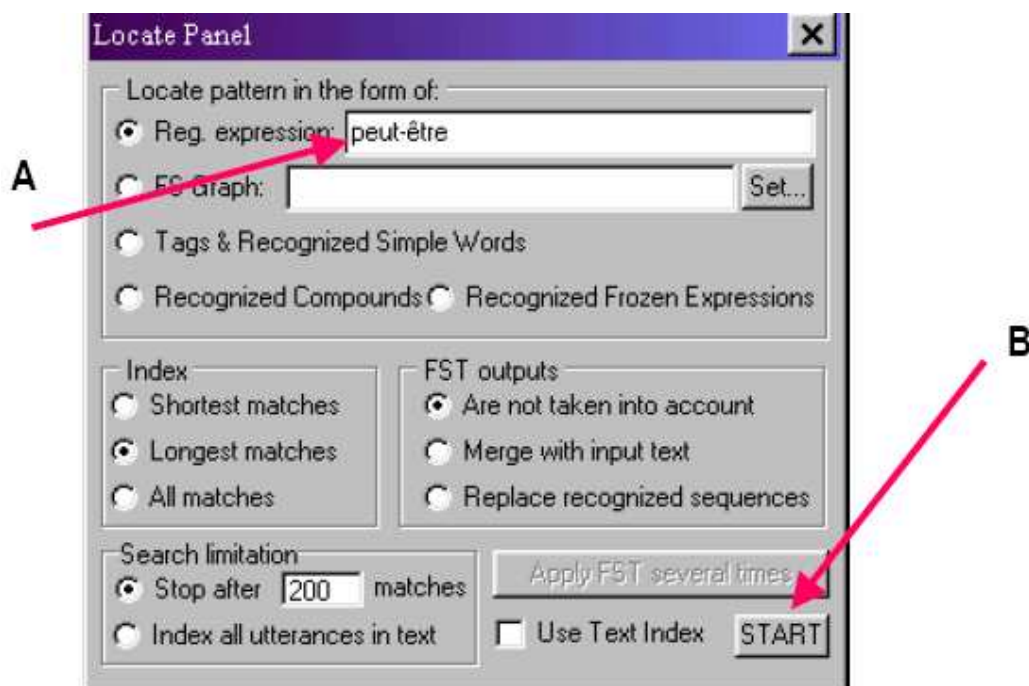 Locate Panel
Locate pattern in the form of:
Reg. expression: peut-être
A
FS Graph: Set...
Tags & Recognized Simple Words
Recognized Compounds Recognized Frozen Expressions
B
Index
Shortest matches
Longest matches
All matches
FST outputs
Are not taken into account
Merge with input text
Replace recognized sequences
Search limitation
Stop after 200 matches
Index all utterances in text
Apply FST several times
Use Text Index START